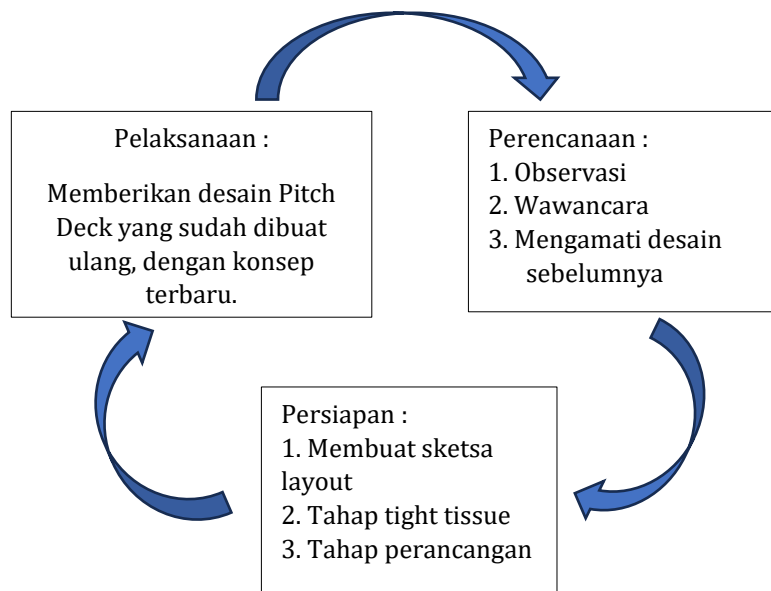 Pelaksanaan :
Memberikan desain Pitch
Deck yang sudah dibuat
ulang, dengan konsep
terbaru.
Perencanaan :
1. Observasi
2. Wawancara
3. Mengamati desain
sebelumnya
Persiapan :
1. Membuat sketsa
layout
2. Tahap tight tissue
3. Tahap perancangan